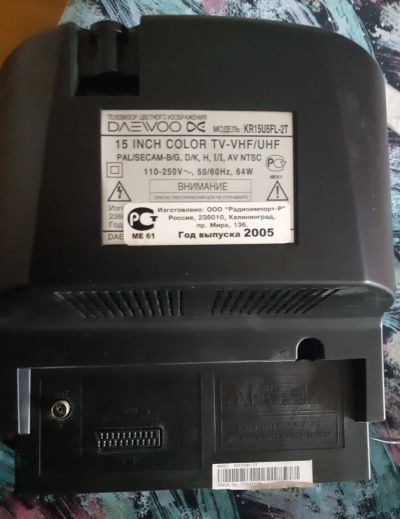 ТЕЛЕВИЗОР ЦВЕТНОГО ИЗОБРАЖЕНИЯ
DAEWOO МОДЕЛЬ: KR15U5FL-2T
15 INCH COLOR TV-VHF/UHF
PAL/SECAM-B/G, D/K, H, I/I, AV NTSC
110-250V~, 50/60Hz, 64W
МЕ61
ВНИМАНИЕ
Изготовлено: ООО "Радиоимпорт-Р"
Россия, 236010, Калининград,
пр. Мира, 136.
МЕ 61
Год выпуска 2005